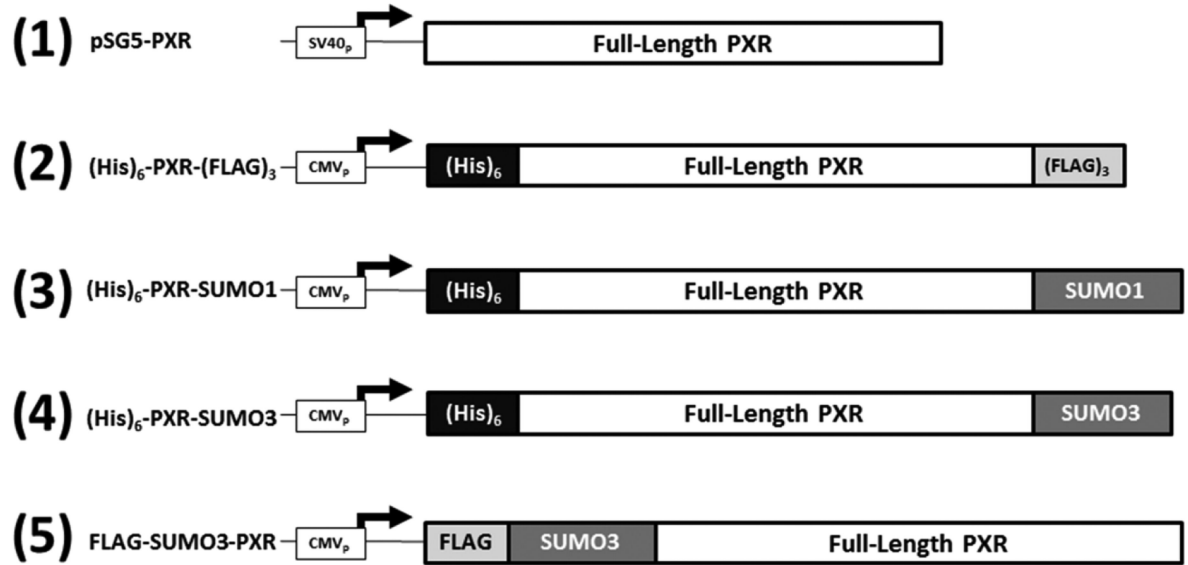 (1) pSG5-PXR SV40p Full-Length PXR
(2) (His)6-PXR-(FLAG)3 CMVp (His)6 Full-Length PXR (FLAG)3
(3) (His)6-PXR-SUMO1 CMVp (His)6 Full-Length PXR SUMO1
(4) (His)6-PXR-SUMO3 CMVp (His)6 Full-Length PXR SUMO3
(5) FLAG-SUMO3-PXR CMVp FLAG SUMO3 Full-Length PXR